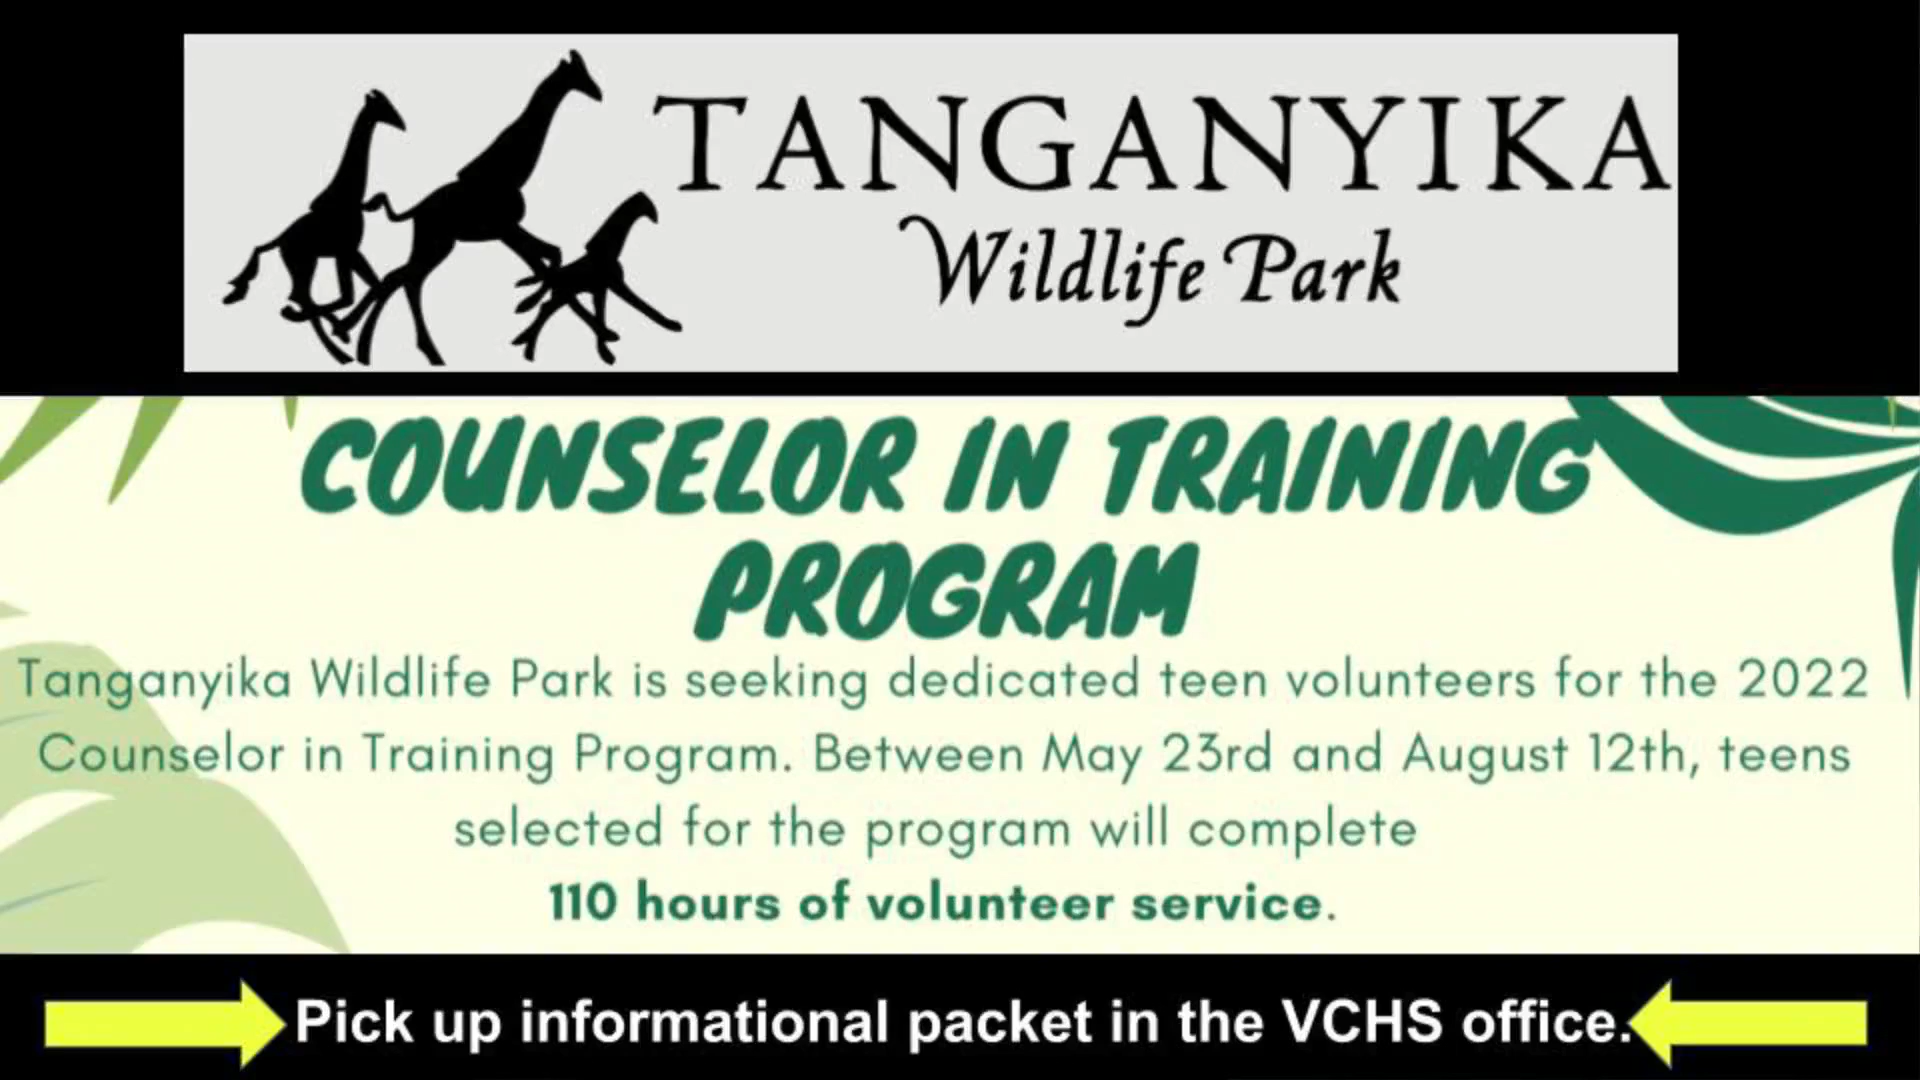 TANGANYIKA
Wildlife Park
COUNSELOR IN TRAINING
PROGRAM
Tanganyika Wildlife Park is seeking dedicated teen volunteers for the 2022
Counselor in Training Program. Between May 23rd and August 12th, teens
selected for the program will complete
110 hours of volunteer service.
Pick up informational packet in the VCHS office.